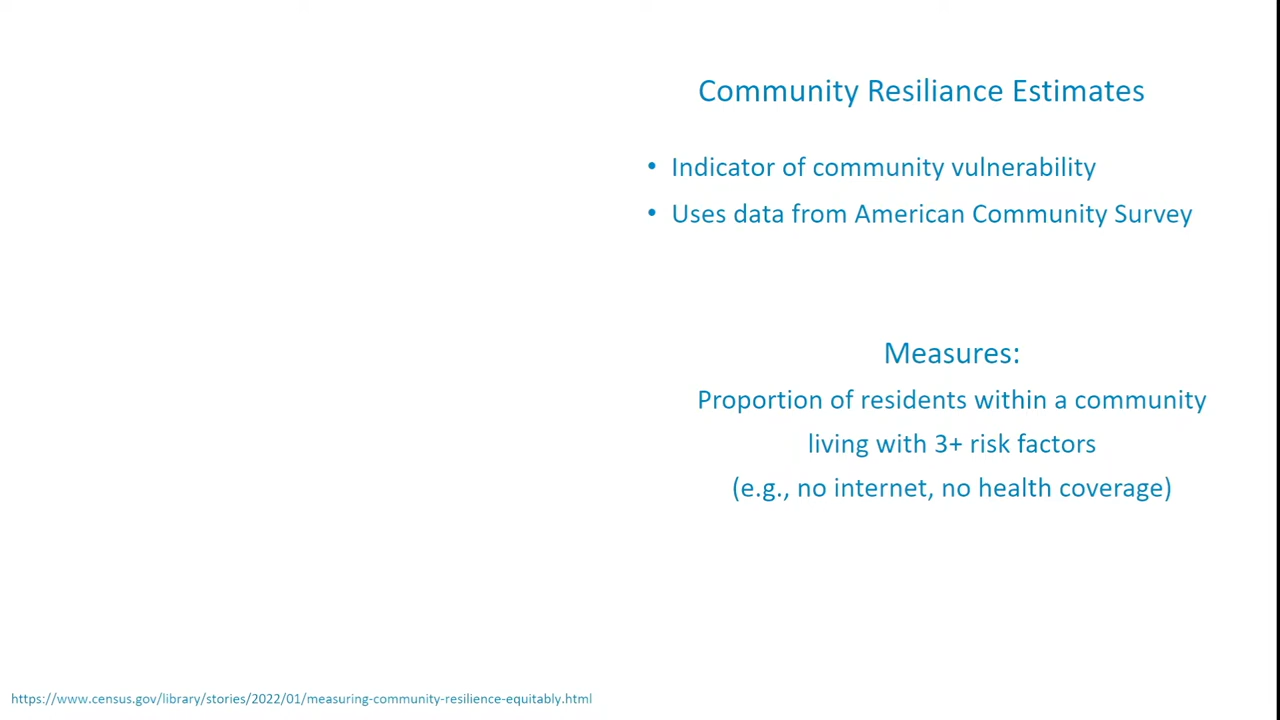 Community Resiliance Estimates
• Indicator of community vulnerability
• Uses data from American Community Survey
Measures:
Proportion of residents within a community
living with 3+ risk factors
(e.g., no internet, no health coverage)
https://www.census.gov/library/stories/2022/01/measuring-community-resilience-equitably.html